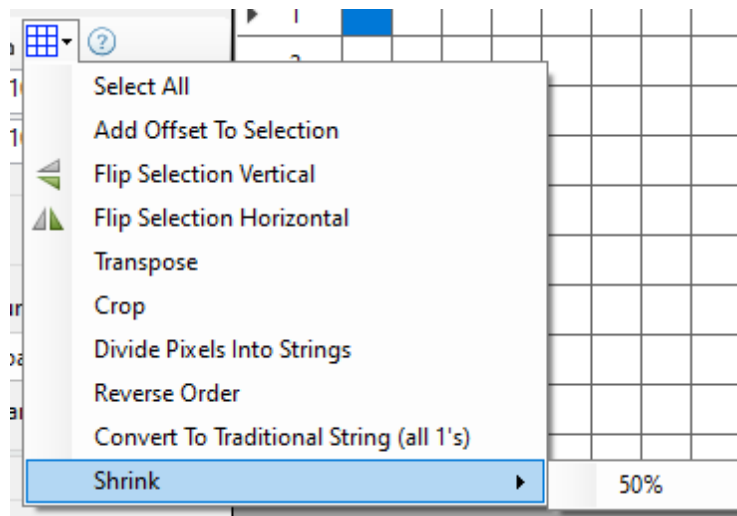 1
Select All
Add Offset To Selection
Flip Selection Vertical
Flip Selection Horizontal
Transpose
Crop
Divide Pixels Into Strings
Reverse Order
Convert To Traditional String (all 1's)
Shrink
50%